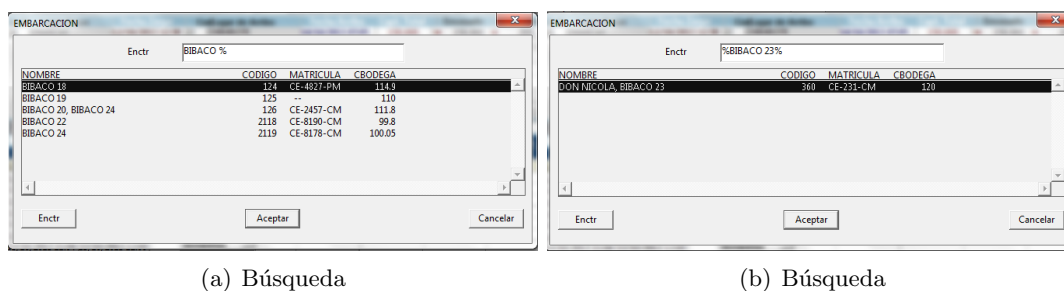 EMBARCACION
Enctr BIBACO %
NOMBRE CODIGO MATRICULA CBODEGA
BIBACO 18 124 CE-4827-PM 114.9
BIBACO 19 125 -- 110
BIBACO 20, BIBACO 24 126 CE-2457-CM 111.8
BIBACO 22 2118 CE-8190-CM 99.8
BIBACO 24 2119 CE-8178-CM 100.05
Enctr Aceptar Cancelar
(a) Búsqueda
EMBARCACION
Enctr %BIBACO 23%
NOMBRE CODIGO MATRICULA CBODEGA
DON NICOLA, BIBACO 23 360 CE-231-CM 120
Enctr Aceptar Cancelar
(b) Búsqueda